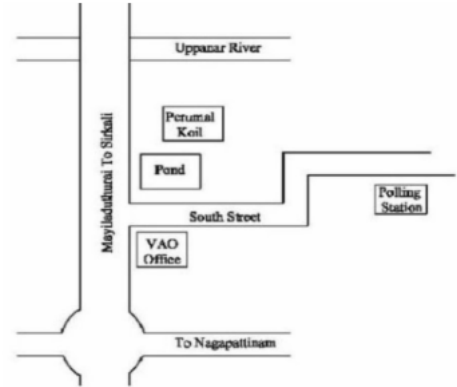 Uppanar River
Mayiladuthurai To Sirkali
Perumal
Koil
Pond
Polling
Station
South Street
VAO
Office
To Nagapattinam